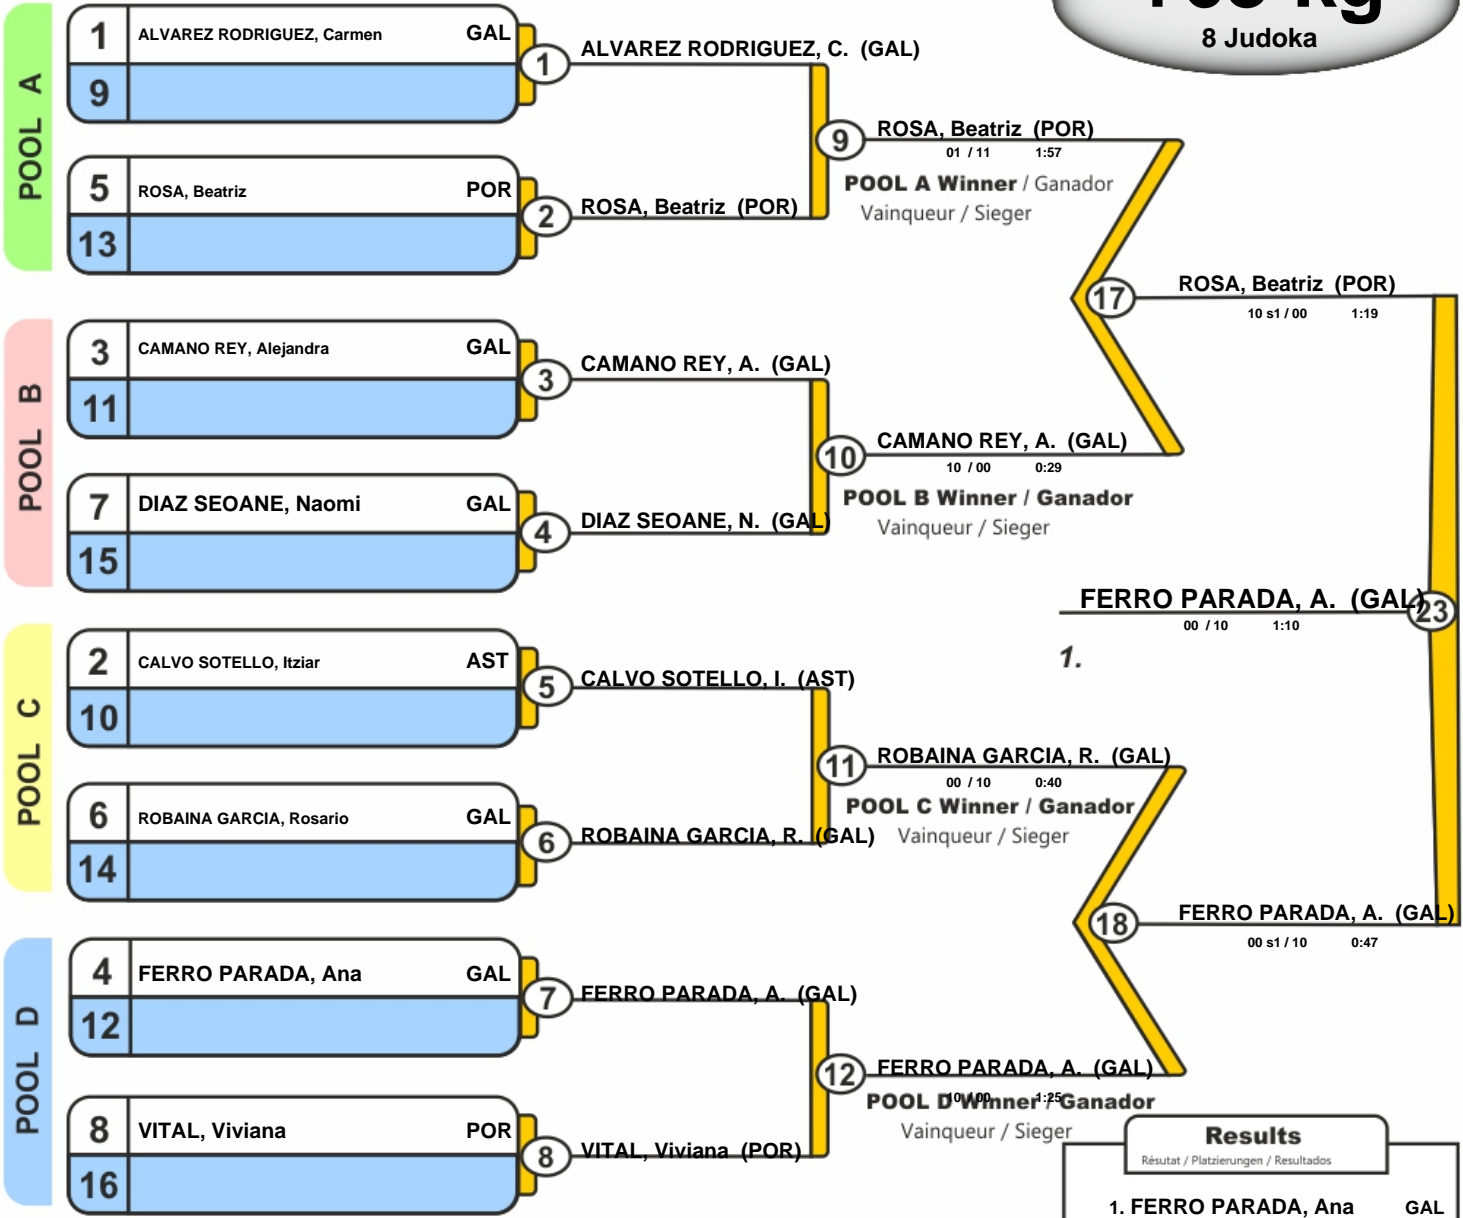 8 Judoka
POOL A
1 ALVAREZ RODRIGUEZ, Carmen GAL
9
5 ROSA, Beatriz POR
13
POOL B
3 CAMANO REY, Alejandra GAL
11
7 DIAZ SEOANE, Naomi GAL
15
POOL C
2 CALVO SOTELLO, Itziar AST
10
6 ROBAINA GARCIA, Rosario GAL
14
POOL D
4 FERRO PARADA, Ana GAL
12
8 VITAL, Viviana POR
16
1 ALVAREZ RODRIGUEZ, C. (GAL)
2 ROSA, Beatriz (POR)
3 CAMANO REY, A. (GAL)
4 DIAZ SEOANE, N. (GAL)
5 CALVO SOTELLO, I. (AST)
6 ROBAINA GARCIA, R. (GAL)
7 FERRO PARADA, A. (GAL)
8 VITAL, Viviana (POR)
9 ROSA, Beatriz (POR)
01 / 11 1:57
POOL A Winner / Ganador
Vainqueur / Sieger
10 CAMANO REY, A. (GAL)
10 / 00 0:29
POOL B Winner / Ganador
Vainqueur / Sieger
11 ROBAINA GARCIA, R. (GAL)
00 / 10 0:40
POOL C Winner / Ganador
Vainqueur / Sieger
12 FERRO PARADA, A. (GAL)
10 / 00 1:25
POOL D Winner / Ganador
Vainqueur / Sieger
17 ROSA, Beatriz (POR)
10 s1 / 00 1:19
18 FERRO PARADA, A. (GAL)
00 s1 / 10 0:47
FERRO PARADA, A. (GAL) 23
00 / 10 1:10
1.
Results
Résutat / Platzierungen / Resultados
1. FERRO PARADA, Ana GAL